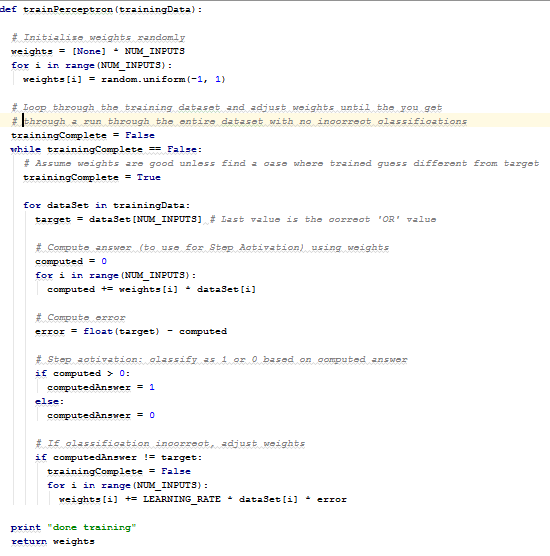 def trainPerceptron(trainingData):
# Initialise weights randomly
weights = [None] * NUM_INPUTS
for i in range(NUM_INPUTS):
weights[i] = random.uniform(-1, 1)
# Loop through the training dataset and adjust weights until the you get
# through a run through the entire dataset with no incorrect classifications
trainingComplete = False
while trainingComplete == False:
# Assume weights are good unless find a case where trained guess different from target
trainingComplete = True
for dataSet in trainingData:
target = dataSet[NUM_INPUTS] # Last value is the correct 'OR' value
# Compute answer (to use for Step Activation) using weights
computed = 0
for i in range(NUM_INPUTS):
computed += weights[i] * dataSet[i]
# Compute error
error = float(target) - computed
# Step activation: classify as 1 or 0 based on computed answer
if computed > 0:
computedAnswer = 1
else:
computedAnswer = 0
# If classification incorrect, adjust weights
if computedAnswer != target:
trainingComplete = False
for i in range(NUM_INPUTS):
weights[i] += LEARNING_RATE * dataSet[i] * error
print "done training"
return weights